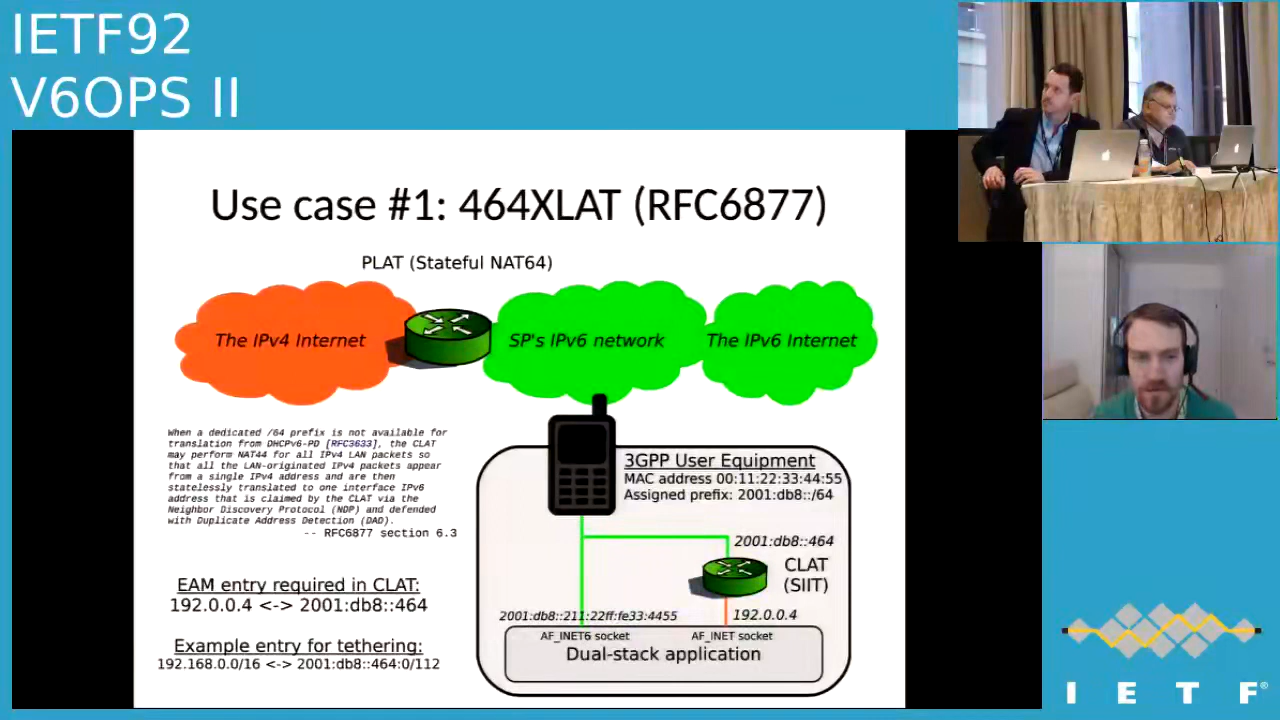 IETF92
V6OPS II
Use case #1: 464XLAT (RFC6877)
PLAT (Stateful NAT64)
The IPv4 Internet
SP's IPv6 network
The IPv6 Internet
When a dedicated /64 prefix is not available for
translation from DHCPv6-PD [RFC3633], the CLAT
may perform NAT44 for all IPv4 LAN packets so
that all the LAN-originated IPv4 packets appear
from a single IPv4 address and are then
statelessly translated to one interface IPv6
address that is claimed by the CLAT via the
Neighbor Discovery Protocol (NDP) and defended
with Duplicate Address Detection (DAD).
-- RFC6877 section 6.3
EAM entry required in CLAT:
192.0.0.4 <-> 2001:db8::464
Example entry for tethering:
192.168.0.0/16 <-> 2001:db8::464:0/112
3GPP User Equipment
MAC address 00:11:22:33:44:55
Assigned prefix: 2001:db8::/64
2001:db8::464
CLAT
(SIIT)
2001:db8::211:22ff:fe33:4455
192.0.0.4
AF_INET6 socket
AF_INET socket
Dual-stack application
I E T F®